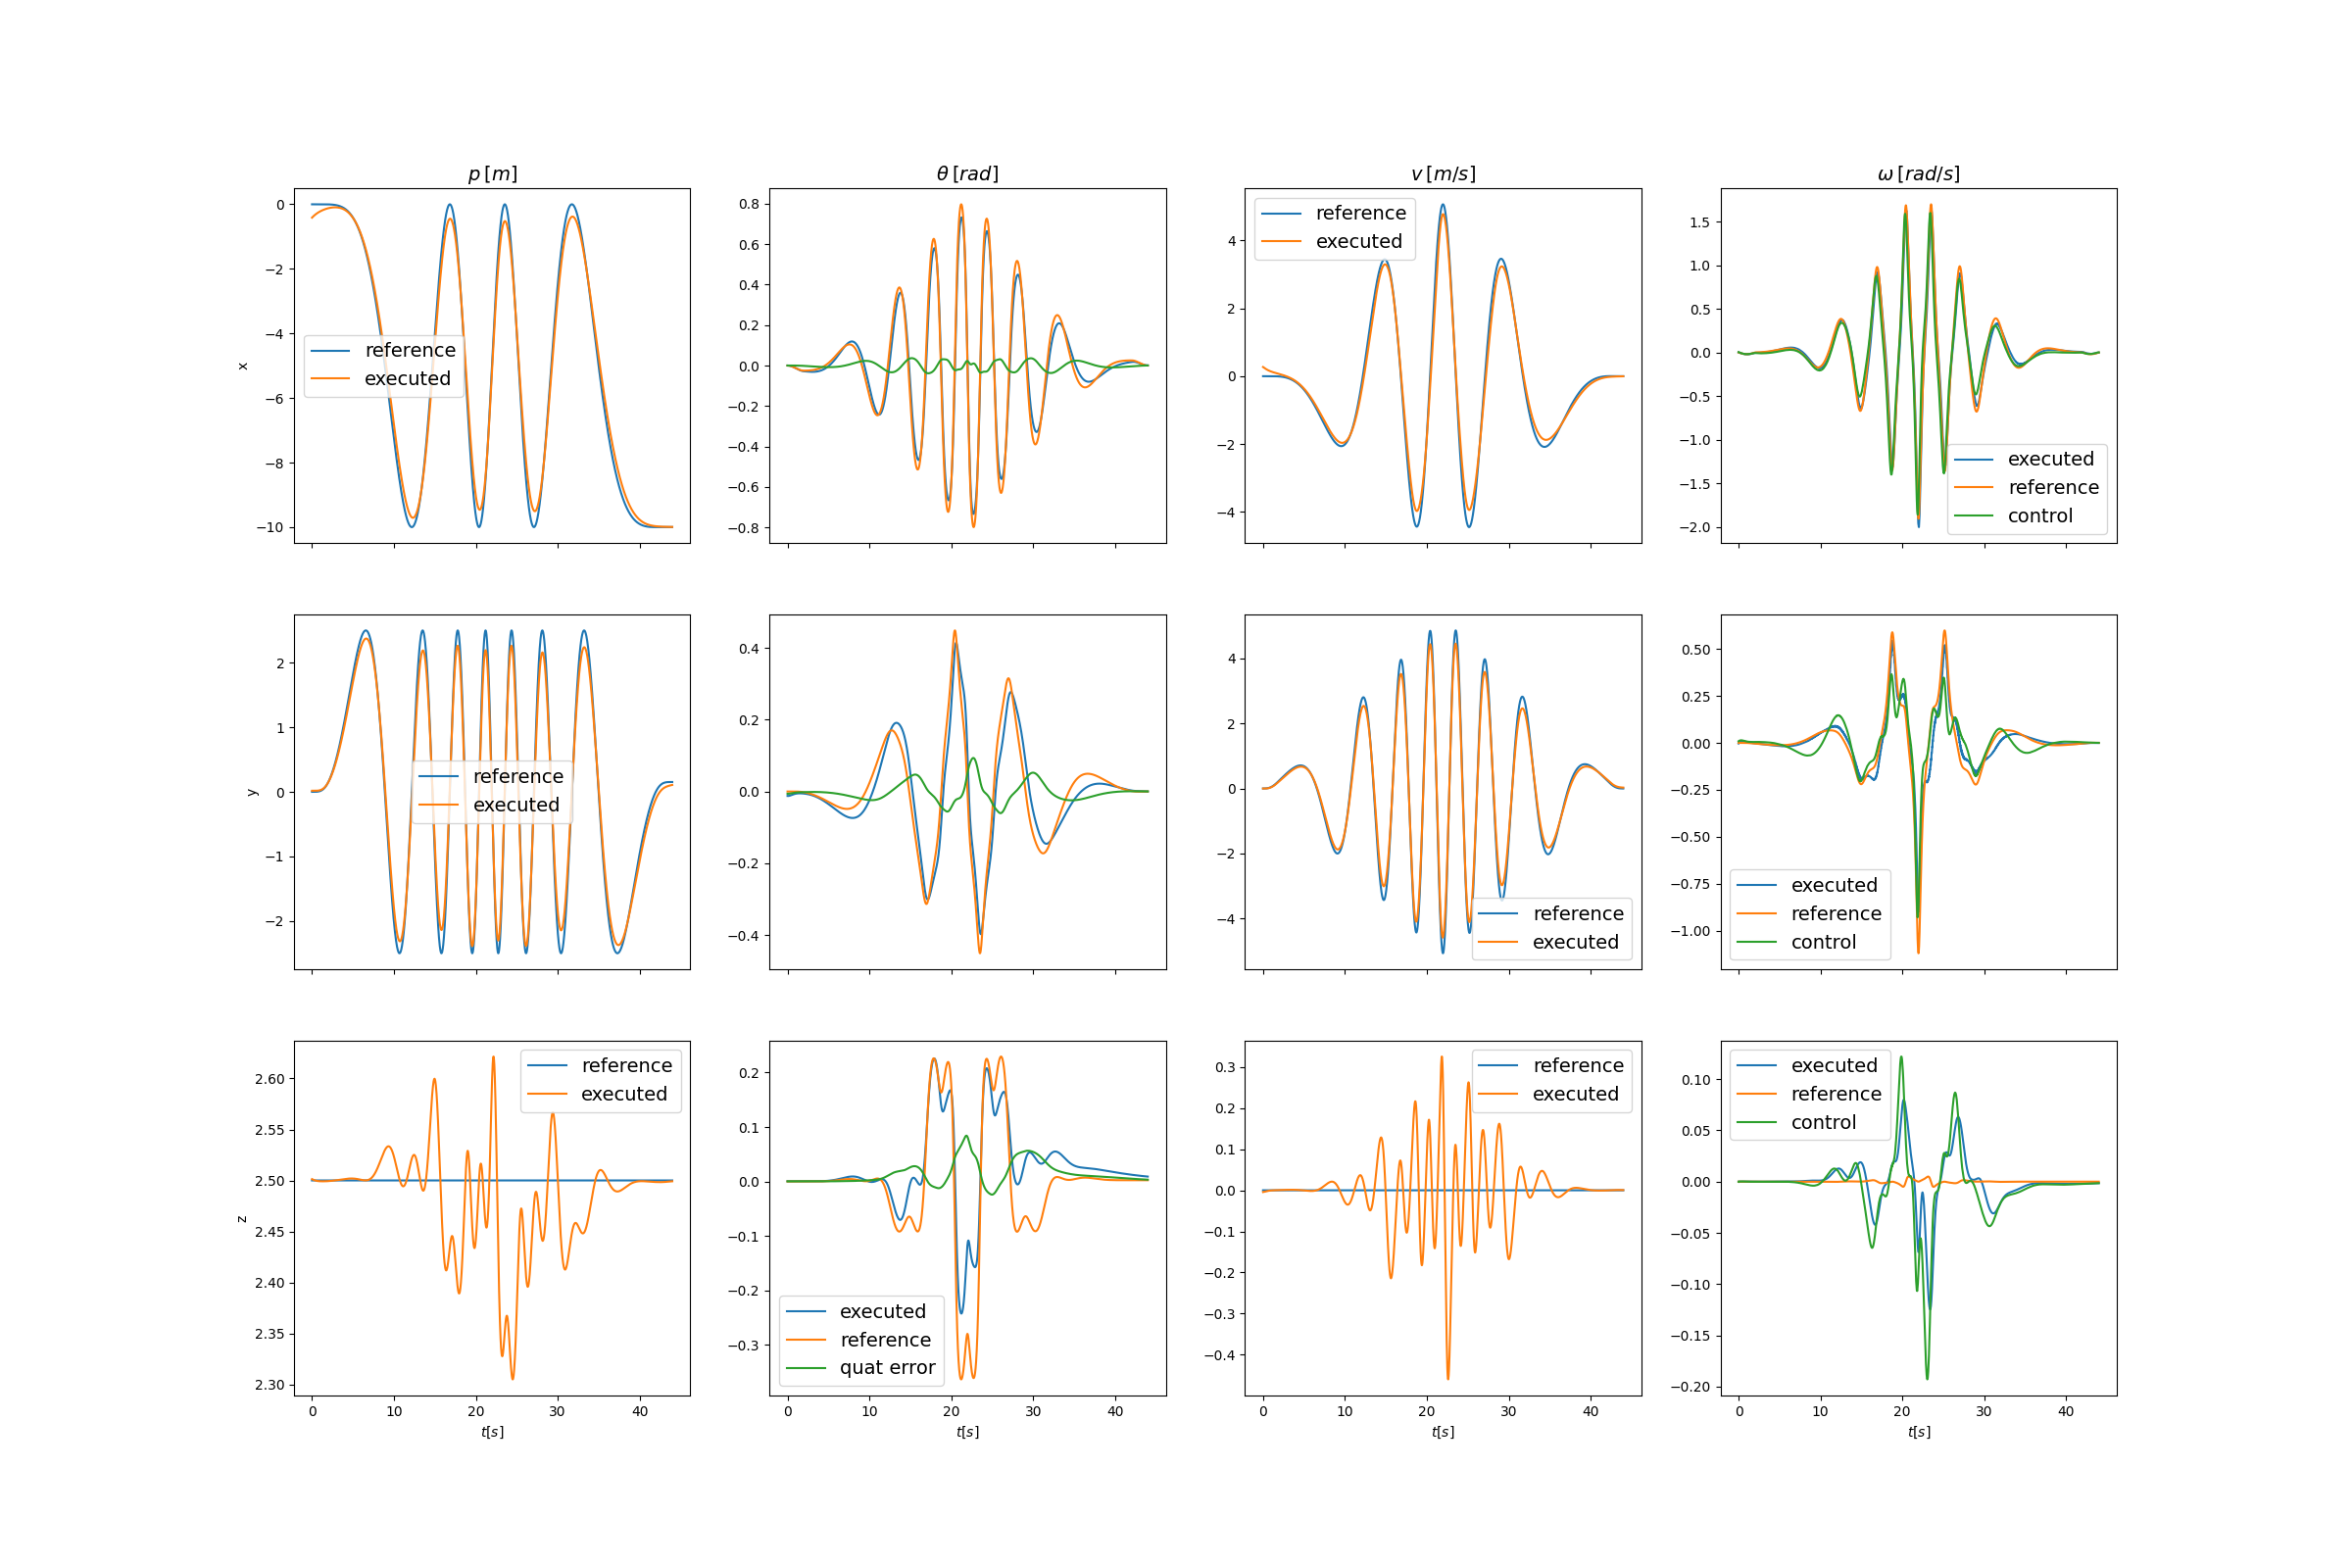 p [m]
θ [rad]
v [m/s]
ω [rad/s]
x
0
−2
−4
−6
−8
−10
reference
executed
0.8
0.6
0.4
0.2
0.0
−0.2
−0.4
−0.6
−0.8
4
2
0
−2
−4
reference
executed
1.5
1.0
0.5
0.0
−0.5
−1.0
−1.5
−2.0
executed
reference
control
y
2
1
0
−1
−2
reference
executed
0.4
0.2
0.0
−0.2
−0.4
4
2
0
−2
−4
reference
executed
0.50
0.25
0.00
−0.25
−0.50
−0.75
−1.00
executed
reference
control
z
2.60
2.55
2.50
2.45
2.40
2.35
2.30
reference
executed
0 10 20 30 40
t[s]
0.2
0.1
0.0
−0.1
−0.2
−0.3
executed
reference
quat error
0 10 20 30 40
t[s]
0.3
0.2
0.1
0.0
−0.1
−0.2
−0.3
−0.4
reference
executed
0 10 20 30 40
t[s]
0.10
0.05
0.00
−0.05
−0.10
−0.15
−0.20
executed
reference
control
0 10 20 30 40
t[s]